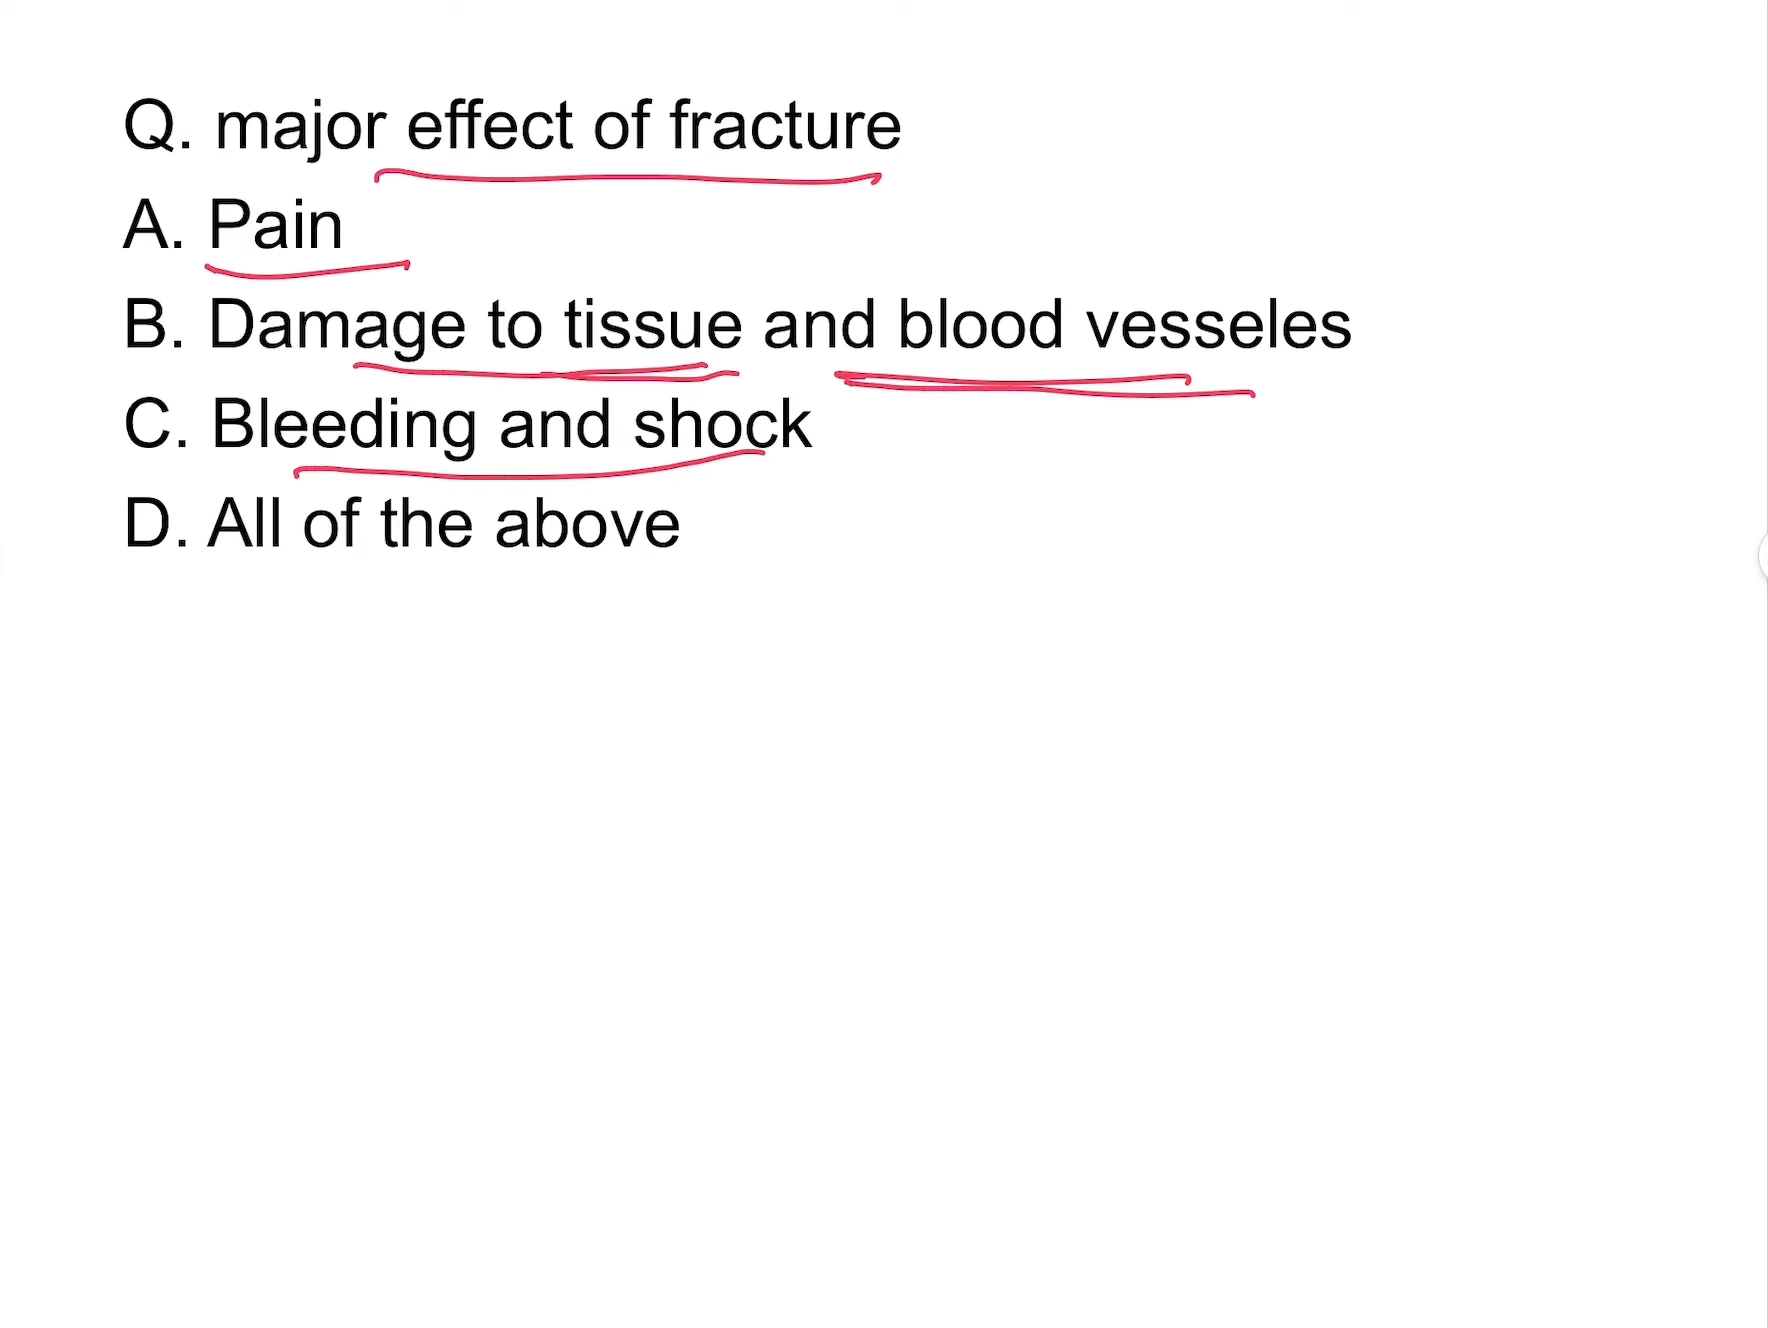 Q. major effect of fracture
A. Pain
B. Damage to tissue and blood vesseles
C. Bleeding and shock
D. All of the above